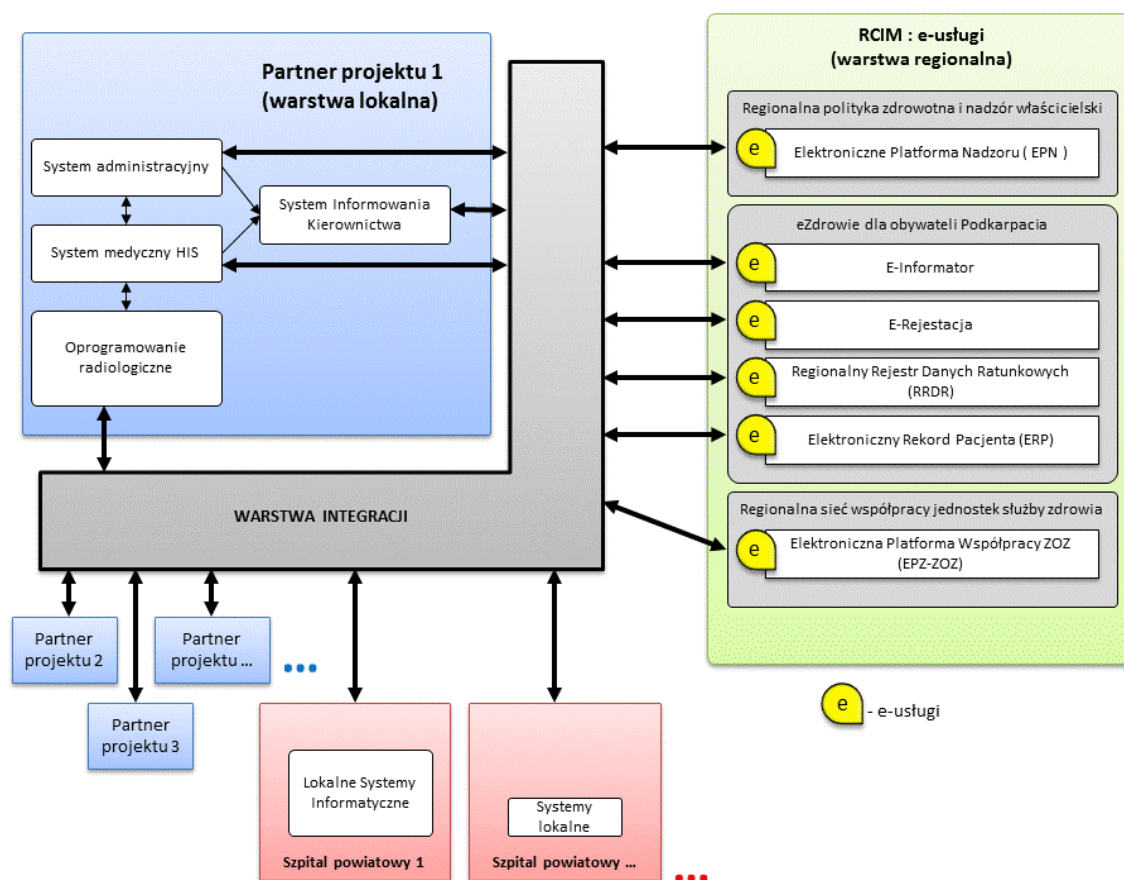 Partner projektu 1
(warstwa lokalna)
System administracyjny
System Informowania
Kierownictwa
System medyczny HIS
Oprogramowanie
radiologiczne
WARSTWA INTEGRACJI
RCIM : e-usługi
(warstwa regionalna)
Regionalna polityka zdrowotna i nadzór właścicielski
e
Elektroniczne Platforma Nadzoru ( EPN )
eZdrowie dla obywateli Podkarpacia
e
E-Informator
e
E-Rejestacja
e
Regionalny Rejestr Danych Ratunkowych
(RRDR)
e
Elektroniczny Rekord Pacjenta (ERP)
Regionalna sieć współpracy jednostek służby zdrowia
e
Elektroniczna Platforma Współpracy ZOZ
(EPZ-ZOZ)
Partner
projektu 2
Partner
projektu ...
...
Partner
projektu 3
e
- e-usługi
Lokalne Systemy
Informatyczne
Szpital powiatowy 1
Systemy
lokalne
Szpital powiatowy ...
...